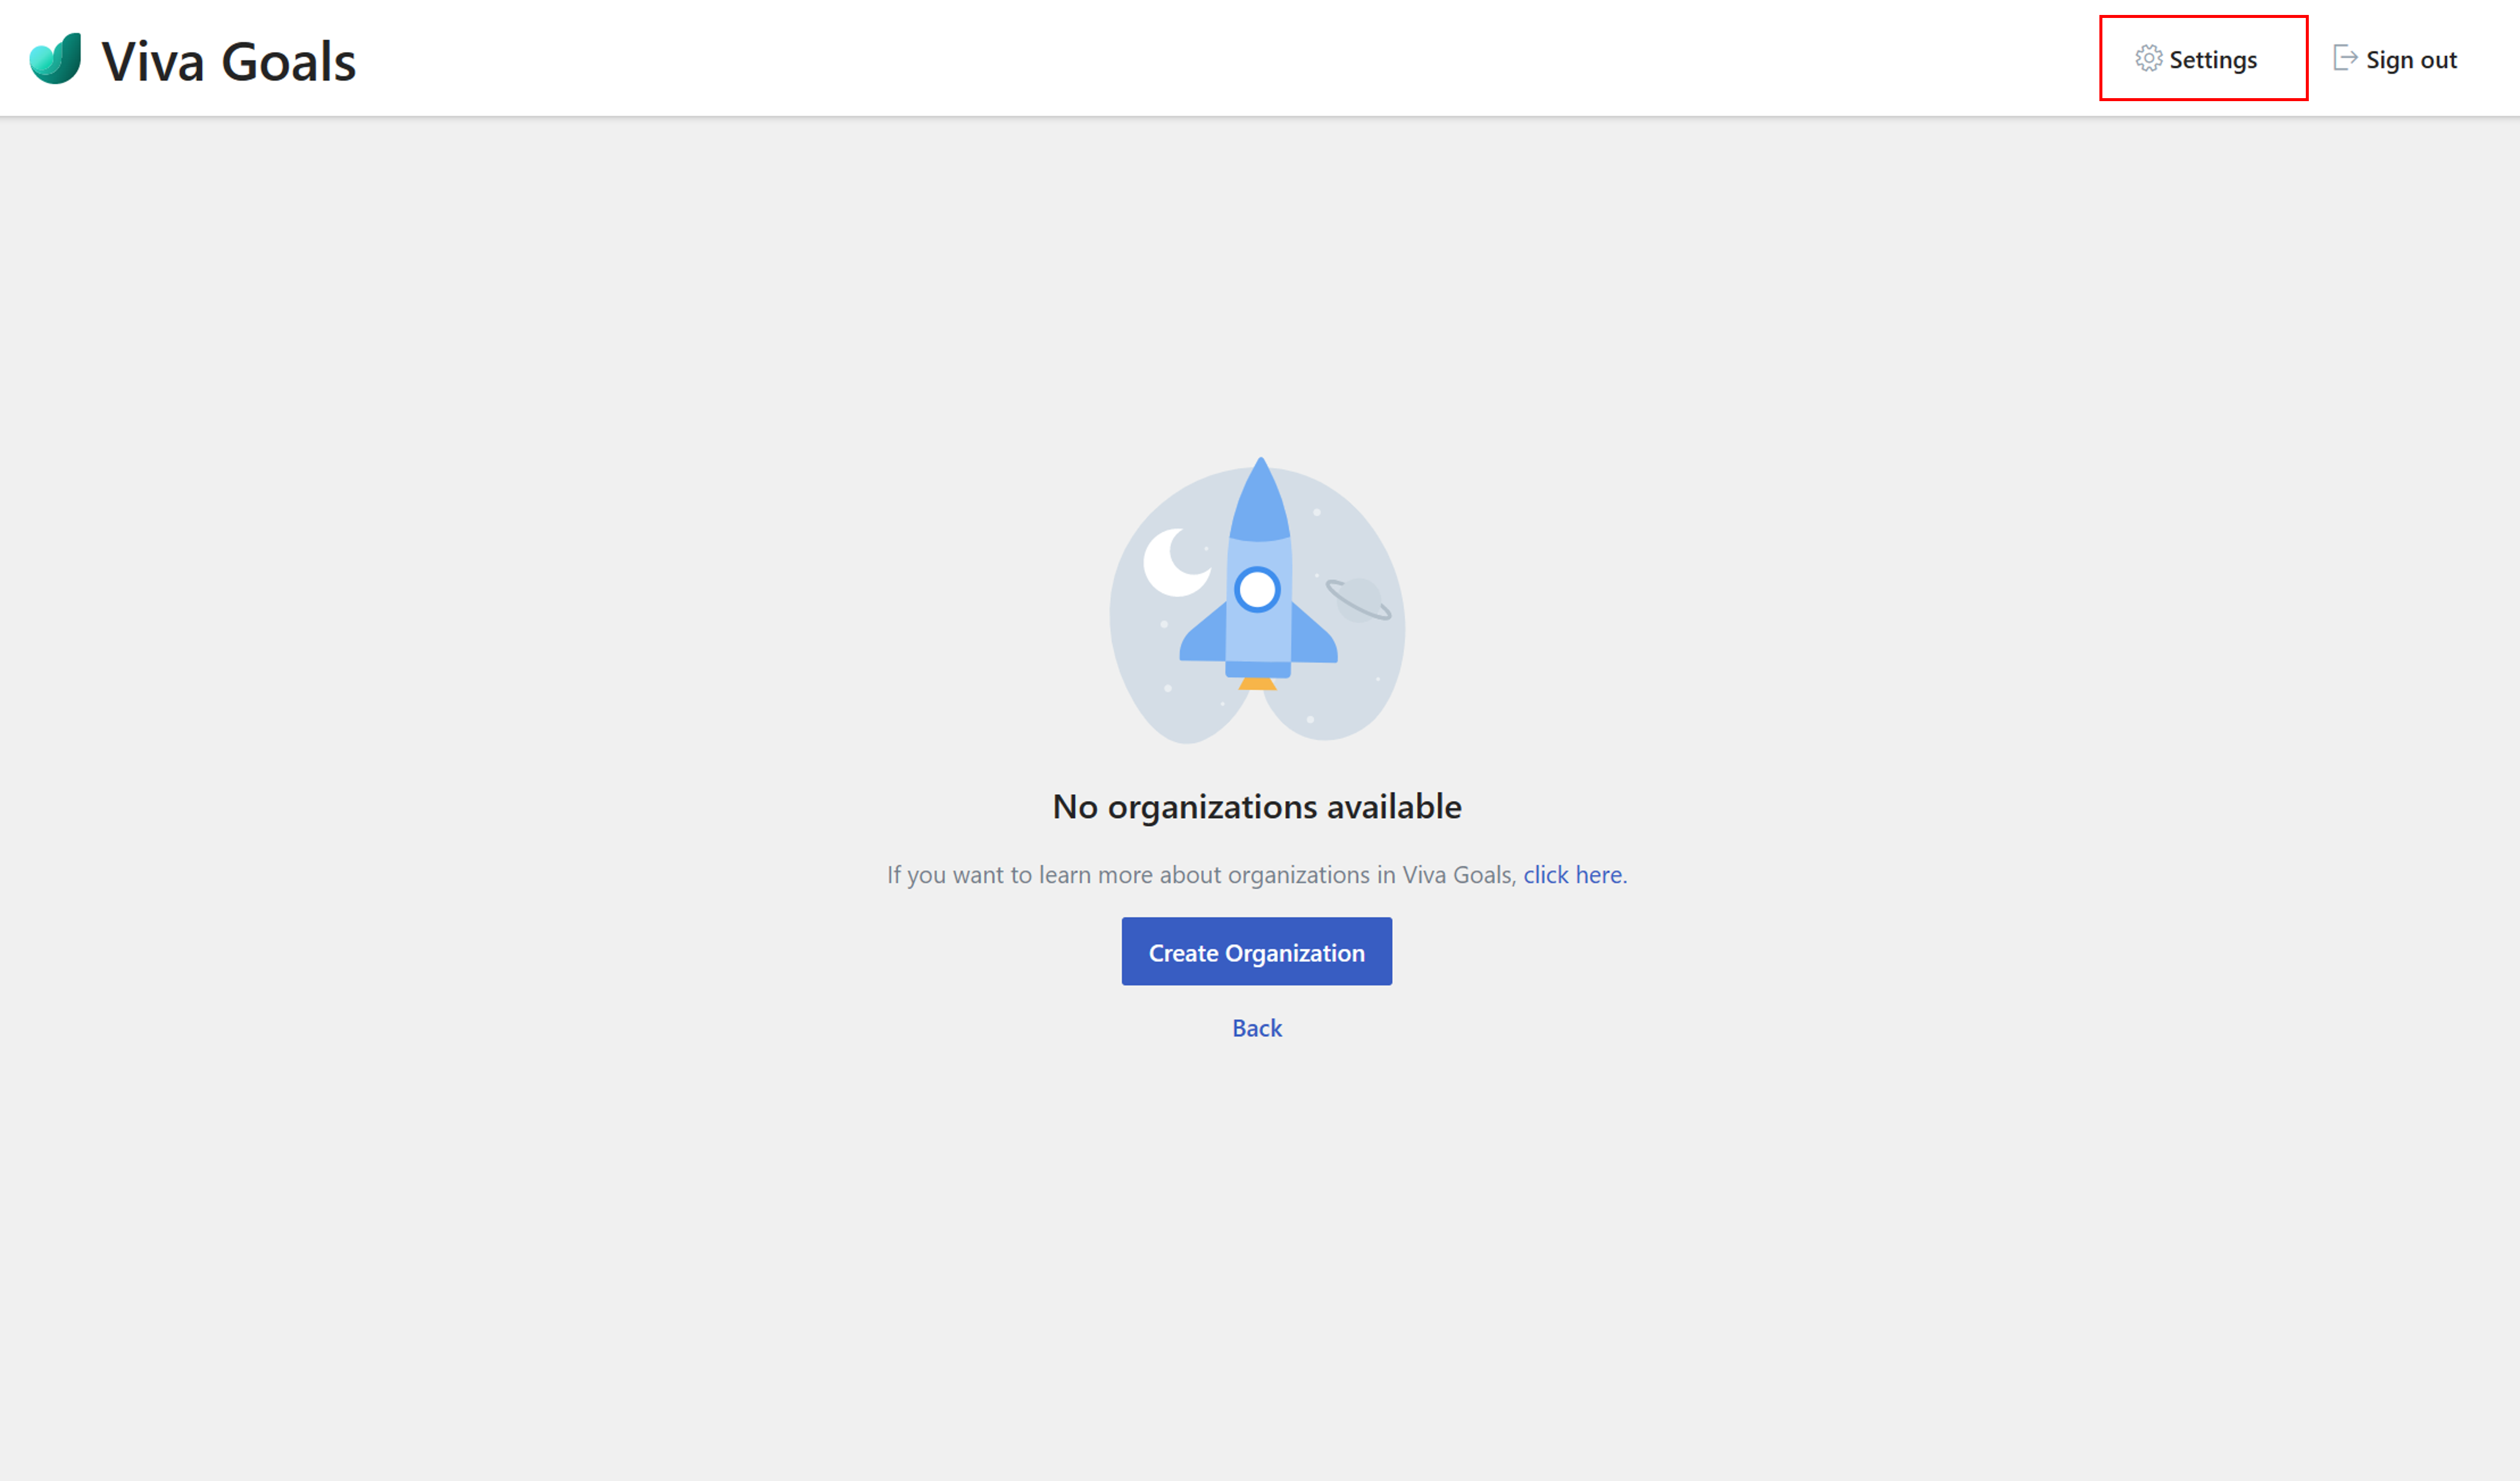 Viva Goals
Settings
Sign out
No organizations available
If you want to learn more about organizations in Viva Goals, click here.
Create Organization
Back